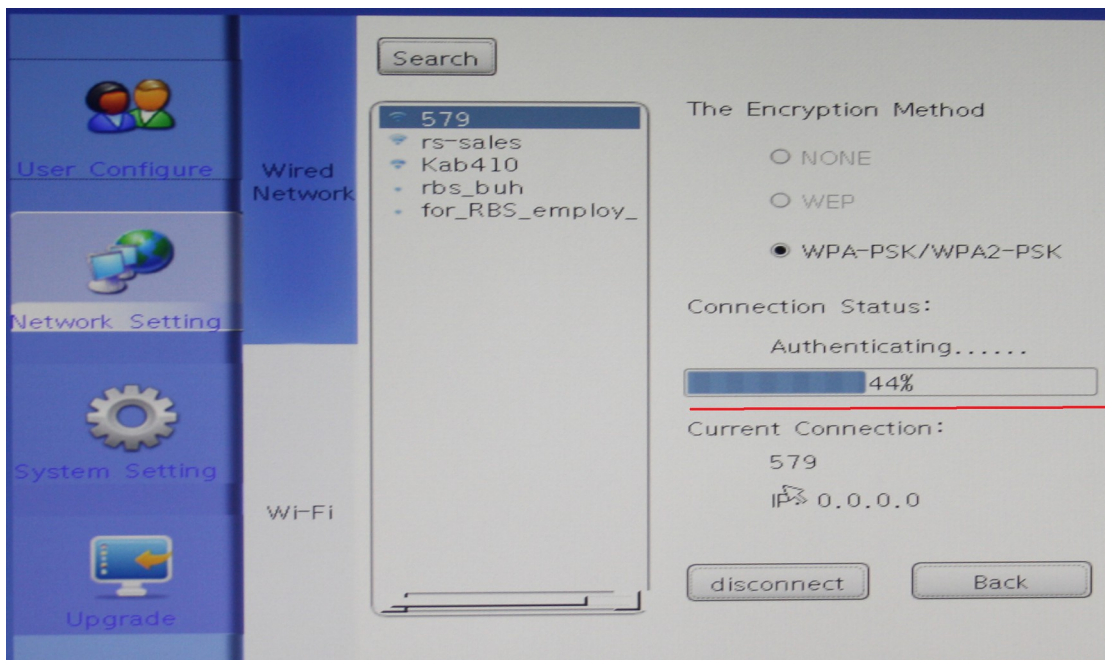 User Configure
Network Setting
System Setting
Upgrade
Wired
Network
Wi-Fi
Search
579
rs-sales
Kab410
rbs_buh
for_RBS_employ_
The Encryption Method
NONE
WEP
WPA-PSK/WPA2-PSK
Connection Status:
Authenticating......
44%
Current Connection:
579
IP: 0.0.0.0
disconnect
Back